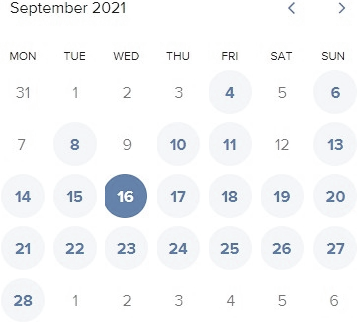 September 2021
MON TUE WED THU FRI SAT SUN
31 1 2 3 4 5 6
7 8 9 10 11 12 13
14 15 16 17 18 19 20
21 22 23 24 25 26 27
28 1 2 3 4 5 6